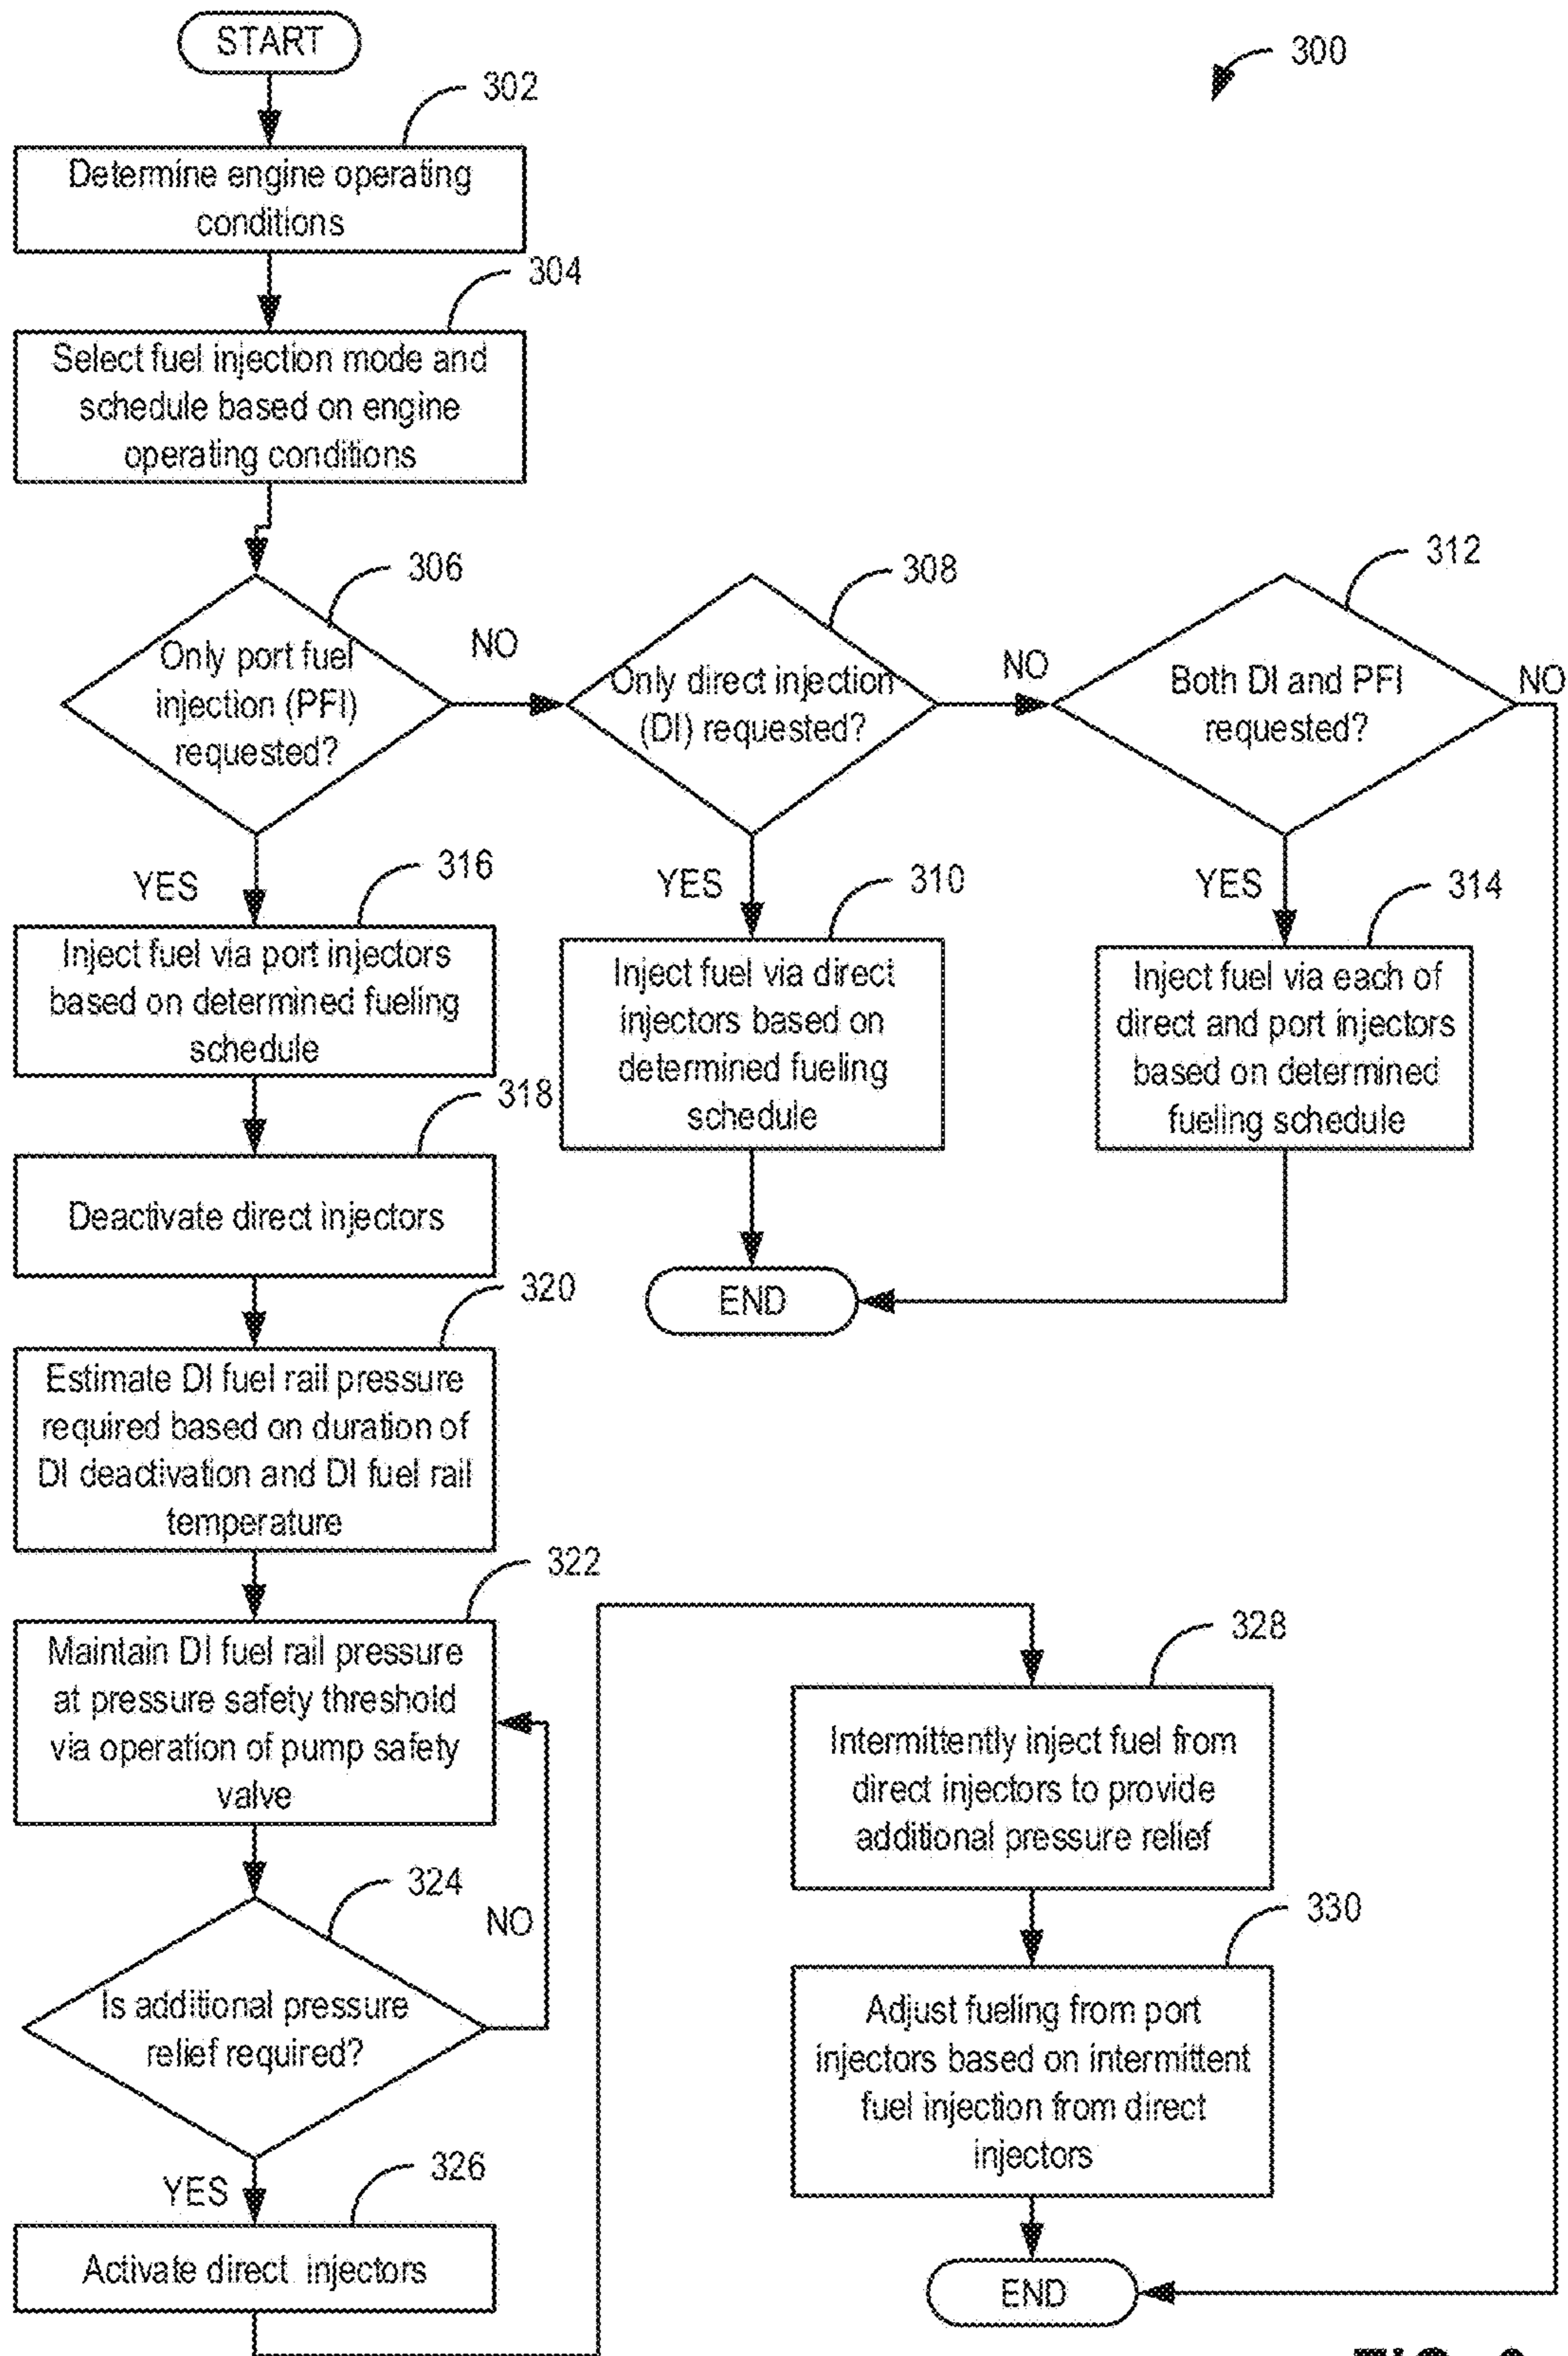 START
300
302
Determine engine operating
conditions
304
Select fuel injection mode and
schedule based on engine
operating conditions
306
Only port fuel
injection (PFI)
requested?
NO
308
Only direct injection
(DI) requested?
NO
312
Both DI and PFI
requested?
NO
YES
316
Inject fuel via port injectors
based on determined fueling
schedule
YES
310
Inject fuel via direct
injectors based on
determined fueling
schedule
YES
314
Inject fuel via each of
direct and port injectors
based on determined
fueling schedule
318
Deactivate direct injectors
END
320
Estimate DI fuel rail pressure
required based on duration of
DI deactivation and DI fuel rail
temperature
322
Maintain DI fuel rail pressure
at pressure safety threshold
via operation of pump safety
valve
324
NO
Is additional pressure
relief required?
YES
326
Activate direct injectors
328
Intermittently inject fuel from
direct injectors to provide
additional pressure relief
330
Adjust fueling from port
injectors based on intermittent
fuel injection from direct
injectors
END